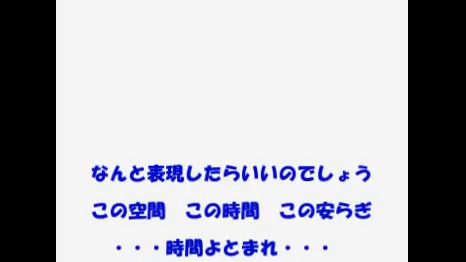 なんと表現したらいいのでしょう
この空間　この時間　この安らぎ
・・・時間よとまれ・・・